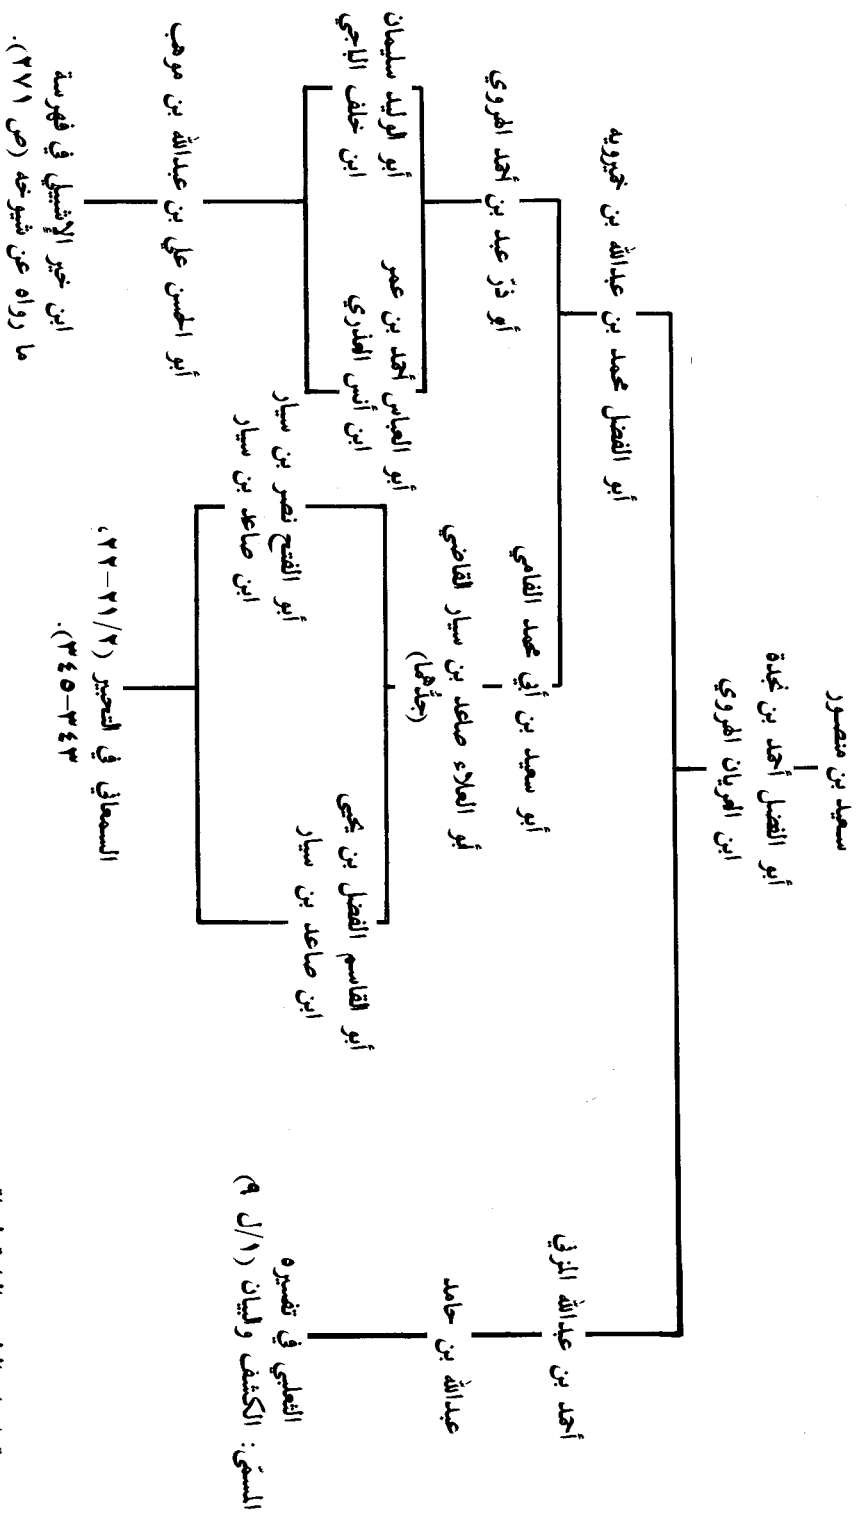 سعيد بن منصور
أبو الفضل أحمد بن نجدة
ابن العريان الهروي
أبو الفضل محمد بن عبدالله بن خميرويه
أحمد بن عبدالله المزني
أبو ذرّ عبد بن أحمد الهروي
أبو سعيد بن أبي محمد الفامي
عبدالله بن حامد
أبو الوليد سليمان
ابن خلف الباجي
أبو العباس أحمد بن عمر
ابن أنس العذري
أبو العلاء صاعد بن سيار القاضي
(جدُّهما)
الثعلبي في تفسيره
المسمّى: الكشف والبيان (١/ل ٩)
أبو الحسن علي بن عبدالله بن موهب
أبو الفتح نصر بن سيار
ابن صاعد بن سيار
أبو القاسم الفضل بن يحيى
ابن صاعد بن سيار
ابن خير الإشبيلي في فهرسة
ما رواه عن شيوخه (ص ٢٧١).
السمعاني في التحبير (٢/٢١-٢٢،
٣٤٣-٣٤٥).